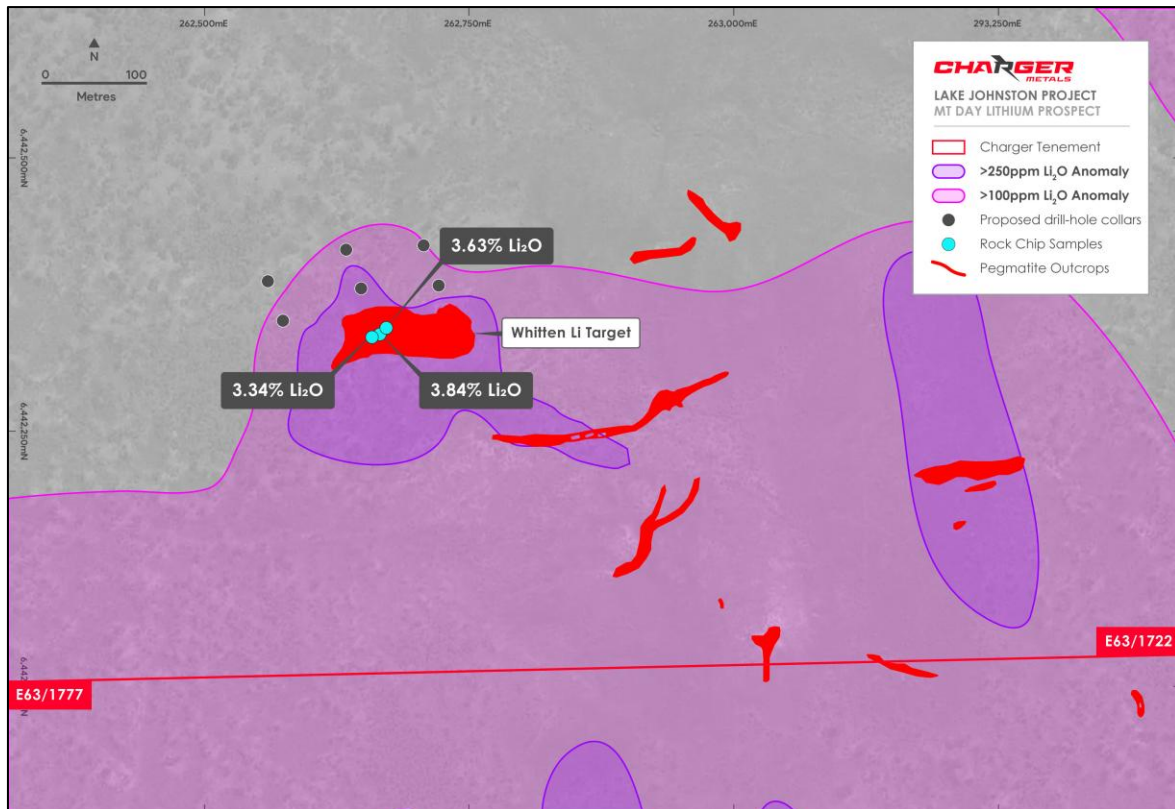 262,500mE
262,750mE
263,000mE
293,250mE
N
0 100
Metres
6,442,500mN
6,442,250mN
CHARGER
METALS
LAKE JOHNSTON PROJECT
MT DAY LITHIUM PROSPECT
Charger Tenement
>250ppm Li₂O Anomaly
>100ppm Li₂O Anomaly
Proposed drill-hole collars
Rock Chip Samples
Pegmatite Outcrops
3.63% Li₂O
Whitten Li Target
3.34% Li₂O
3.84% Li₂O
E63/1722
E63/1777